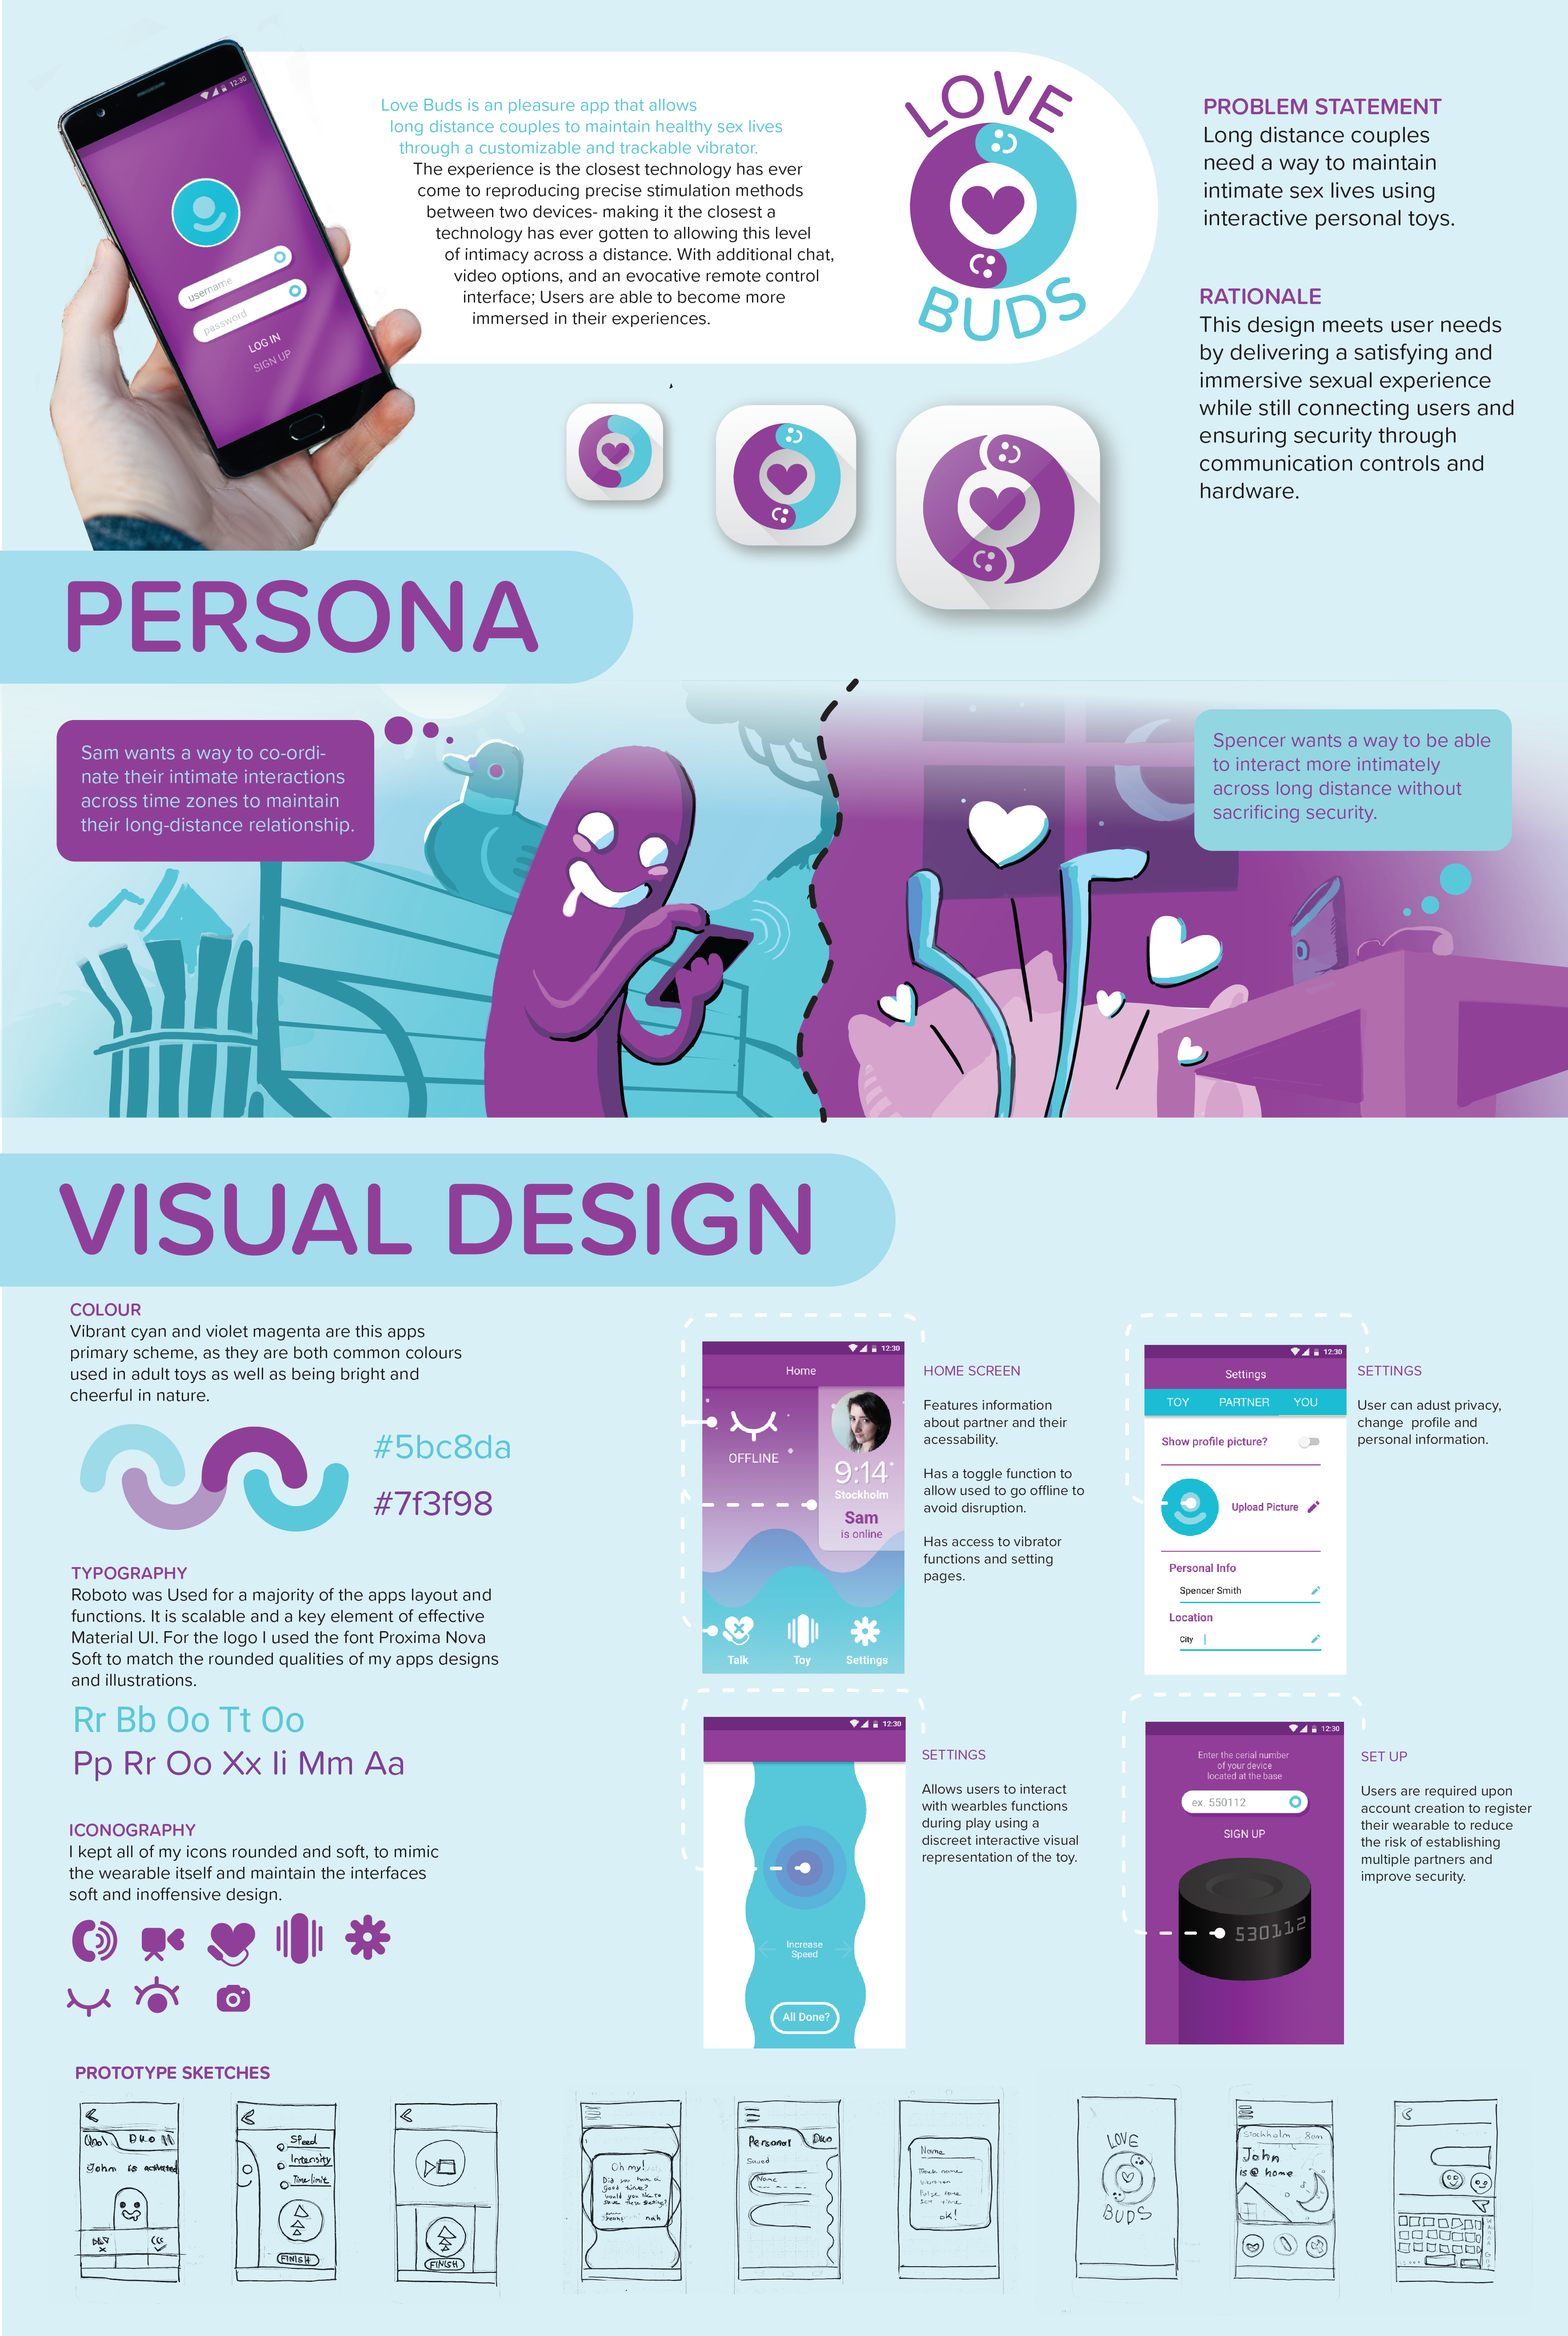 12:30
username
password
LOG IN
SIGN UP
Love Buds is an pleasure app that allows
long distance couples to maintain healthy sex lives
through a customizable and trackable vibrator.
The experience is the closest technology has ever
come to reproducing precise stimulation methods
between two devices- making it the closest a
technology has ever gotten to allowing this level
of intimacy across a distance. With additional chat,
video options, and an evocative remote control
interface; Users are able to become more
immersed in their experiences.
LOVE
BUDS
PROBLEM STATEMENT
Long distance couples
need a way to maintain
intimate sex lives using
interactive personal toys.
RATIONALE
This design meets user needs
by delivering a satisfying and
immersive sexual experience
while still connecting users and
ensuring security through
communication controls and
hardware.
PERSONA
Sam wants a way to co-ordi-
nate their intimate interactions
across time zones to maintain
their long-distance relationship.
Spencer wants a way to be able
to interact more intimately
across long distance without
sacrificing security.
VISUAL DESIGN
COLOUR
Vibrant cyan and violet magenta are this apps
primary scheme, as they are both common colours
used in adult toys as well as being bright and
cheerful in nature.
#5bc8da
#7f3f98
TYPOGRAPHY
Roboto was Used for a majority of the apps layout and
functions. It is scalable and a key element of effective
Material UI. For the logo I used the font Proxima Nova
Soft to match the rounded qualities of my apps designs
and illustrations.
Rr Bb Oo Tt Oo
Pp Rr Oo Xx Ii Mm Aa
ICONOGRAPHY
I kept all of my icons rounded and soft, to mimic
the wearable itself and maintain the interfaces
soft and inoffensive design.
12:30
Home
OFFLINE
9:14
Stockholm
Sam
is online
Talk
Toy
Settings
HOME SCREEN
Features information
about partner and their
acessability.
Has a toggle function to
allow used to go offline to
avoid disruption.
Has access to vibrator
functions and setting
pages.
12:30
Settings
TOY PARTNER YOU
Show profile picture?
Upload Picture
Personal Info
Spencer Smith
Location
City
SETTINGS
User can adust privacy,
change profile and
personal information.
12:30
Increase
Speed
All Done?
SETTINGS
Allows users to interact
with wearbles functions
during play using a
discreet interactive visual
representation of the toy.
12:30
Enter the cerial number
of your device
located at the base
ex. 550112
SIGN UP
530112
SET UP
Users are required upon
account creation to register
their wearable to reduce
the risk of establishing
multiple partners and
improve security.
PROTOTYPE SKETCHES
John is activated
Speed
Intensity
Time limit
FINISH
FINISH
Oh my!
Did you have a
good time?
would you like to
save these settings?
nah
Personal Duo
Saved
Name
Name
ok!
LOVE
BUDS
Stockholm 8am
John
is @ home